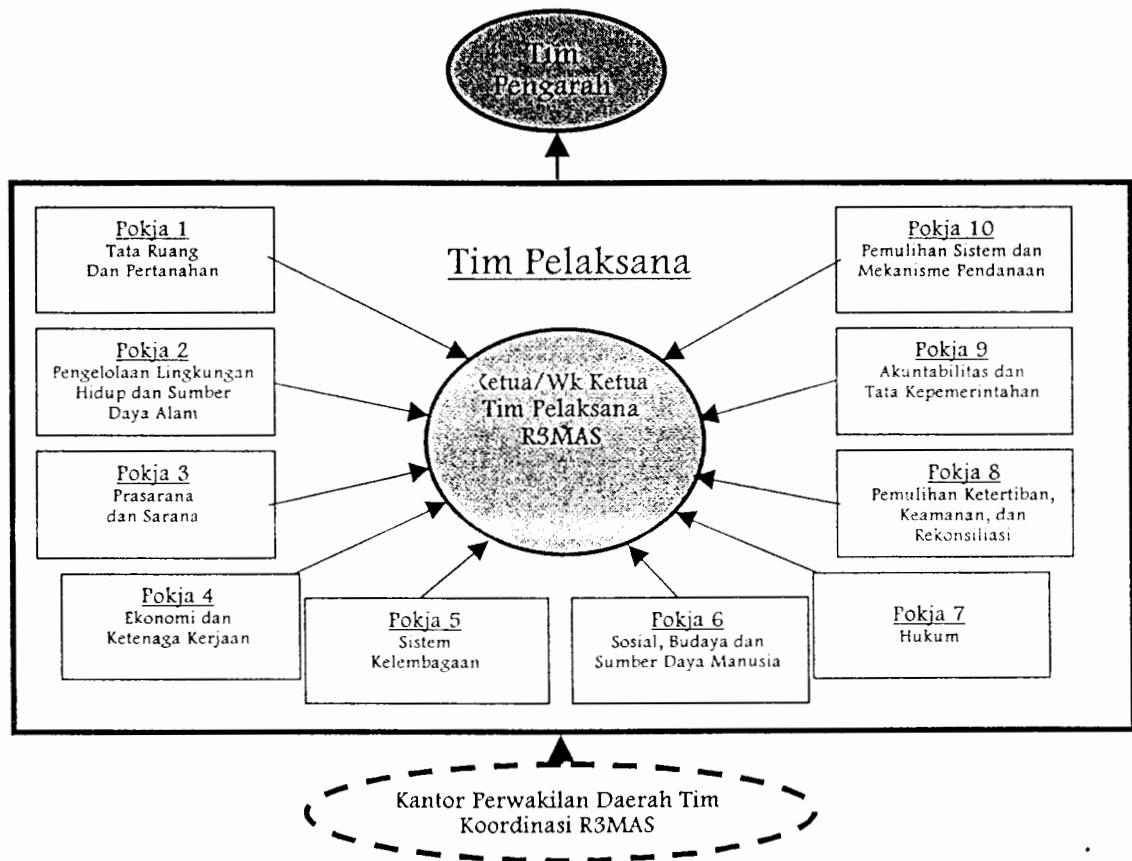 Tim
Pengarah
Tim Pelaksana
Pokja 1
Tata Ruang
Dan Pertanahan
Pokja 2
Pengelolaan Lingkungan
Hidup dan Sumber
Daya Alam
Pokja 3
Prasarana
dan Sarana
Pokja 4
Ekonomi dan
Ketenaga Kerjaan
Pokja 5
Sistem
Kelembagaan
Pokja 6
Sosial, Budaya dan
Sumber Daya Manusia
Pokja 7
Hukum
Pokja 8
Pemulihan Ketertiban,
Keamanan, dan
Rekonsiliasi
Pokja 9
Akuntabilitas dan
Tata Kepemerintahan
Pokja 10
Pemulihan Sistem dan
Mekanisme Pendanaan
Ketua/Wk Ketua
Tim Pelaksana
R3MAS
Kantor Perwakilan Daerah Tim
Koordinasi R3MAS